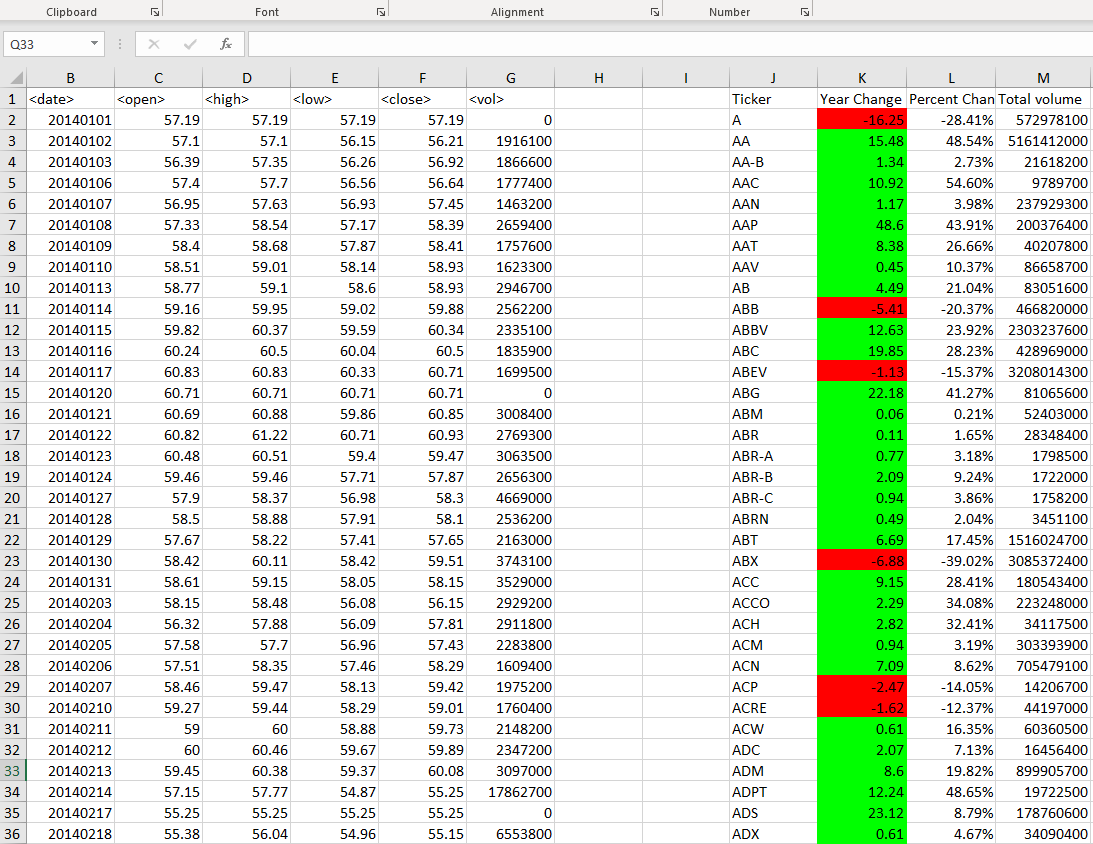 Clipboard Font Alignment Number
Q33 fx
B C D E F G H I J K L M
1 <date> <open> <high> <low> <close> <vol> Ticker Year Change Percent Chan Total volume
2 20140101 57.19 57.19 57.19 57.19 0 A -16.25 -28.41% 572978100
3 20140102 57.1 57.1 56.15 56.21 1916100 AA 15.48 48.54% 5161412000
4 20140103 56.39 57.35 56.26 56.92 1866600 AA-B 1.34 2.73% 21618200
5 20140106 57.4 57.7 56.56 56.64 1777400 AAC 10.92 54.60% 9789700
6 20140107 56.95 57.63 56.93 57.45 1463200 AAN 1.17 3.98% 237929300
7 20140108 57.33 58.54 57.17 58.39 2659400 AAP 48.6 43.91% 200376400
8 20140109 58.4 58.68 57.87 58.41 1757600 AAT 8.38 26.66% 40207800
9 20140110 58.51 59.01 58.14 58.93 1623300 AAV 0.45 10.37% 86658700
10 20140113 58.77 59.1 58.6 58.93 2946700 AB 4.49 21.04% 83051600
11 20140114 59.16 59.95 59.02 59.88 2562200 ABB -5.41 -20.37% 466820000
12 20140115 59.82 60.37 59.59 60.34 2335100 ABBV 12.63 23.92% 2303237600
13 20140116 60.24 60.5 60.04 60.5 1835900 ABC 19.85 28.23% 428969000
14 20140117 60.83 60.83 60.33 60.71 1699500 ABEV -1.13 -15.37% 3208014300
15 20140120 60.71 60.71 60.71 60.71 0 ABG 22.18 41.27% 81065600
16 20140121 60.69 60.88 59.86 60.85 3008400 ABM 0.06 0.21% 52403000
17 20140122 60.82 61.22 60.71 60.93 2769300 ABR 0.11 1.65% 28348400
18 20140123 60.48 60.51 59.4 59.47 3063500 ABR-A 0.77 3.18% 1798500
19 20140124 59.46 59.46 57.71 57.87 2656300 ABR-B 2.09 9.24% 1722000
20 20140127 57.9 58.37 56.98 58.3 4669000 ABR-C 0.94 3.86% 1758200
21 20140128 58.5 58.88 57.91 58.1 2536200 ABRN 0.49 2.04% 3451100
22 20140129 57.67 58.22 57.41 57.65 2163000 ABT 6.69 17.45% 1516024700
23 20140130 58.42 60.11 58.42 59.51 3743100 ABX -6.88 -39.02% 3085372400
24 20140131 58.61 59.15 58.05 58.15 3529000 ACC 9.15 28.41% 180543400
25 20140203 58.15 58.48 56.08 56.15 2929200 ACCO 2.29 34.08% 223248000
26 20140204 56.32 57.88 56.09 57.81 2911800 ACH 2.82 32.41% 34117500
27 20140205 57.58 57.7 56.96 57.43 2283800 ACM 0.94 3.19% 303393900
28 20140206 57.51 58.35 57.46 58.29 1609400 ACN 7.09 8.62% 705479100
29 20140207 58.46 59.47 58.13 59.42 1975200 ACP -2.47 -14.05% 14206700
30 20140210 59.27 59.44 58.29 59.01 1760400 ACRE -1.62 -12.37% 44197000
31 20140211 59 60 58.88 59.73 2148200 ACW 0.61 16.35% 60360500
32 20140212 60 60.46 59.67 59.89 2347200 ADC 2.07 7.13% 16456400
33 20140213 59.45 60.38 59.37 60.08 3097000 ADM 8.6 19.82% 899905700
34 20140214 57.15 57.77 54.87 55.25 17862700 ADPT 12.24 48.65% 19722500
35 20140217 55.25 55.25 55.25 55.25 0 ADS 23.12 8.79% 178760600
36 20140218 55.38 56.04 54.96 55.15 6553800 ADX 0.61 4.67% 34090400